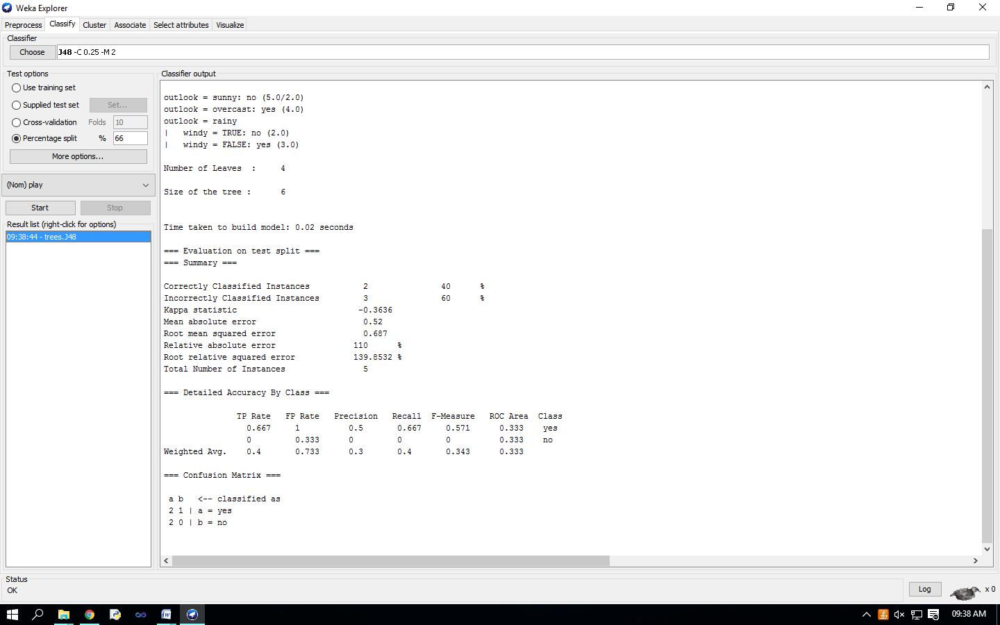 Weka Explorer
Preprocess Classify Cluster Associate Select attributes Visualize
Classifier
Choose J48 -C 0.25 -M 2
Test options
Use training set
Supplied test set Set...
Cross-validation Folds 10
Percentage split % 66
More options...
(Nom) play
Start Stop
Result list (right-click for options)
09:38:44 - trees.J48
Classifier output
outlook = sunny: no (5.0/2.0)
outlook = overcast: yes (4.0)
outlook = rainy
|   windy = TRUE: no (2.0)
|   windy = FALSE: yes (3.0)
Number of Leaves  :     4
Size of the tree :      6
Time taken to build model: 0.02 seconds
=== Evaluation on test split ===
=== Summary ===
Correctly Classified Instances 2 40 %
Incorrectly Classified Instances 3 60 %
Kappa statistic -0.3636
Mean absolute error 0.52
Root mean squared error 0.687
Relative absolute error 110 %
Root relative squared error 139.8532 %
Total Number of Instances 5
=== Detailed Accuracy By Class ===
TP Rate FP Rate Precision Recall F-Measure ROC Area Class
0.667 1 0.5 0.667 0.571 0.333 yes
0 0.333 0 0 0 0.333 no
Weighted Avg. 0.4 0.733 0.3 0.4 0.343 0.333
=== Confusion Matrix ===
a b   <-- classified as
2 1 | a = yes
2 0 | b = no
Status
OK
Log
x 0
09:38 AM